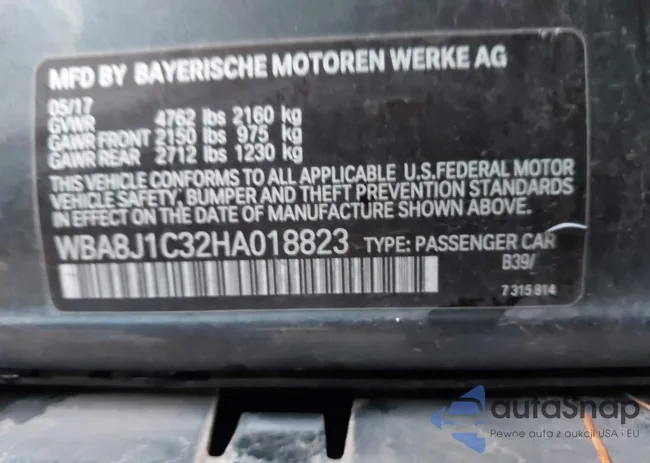 MFD BY BAYERISCHE MOTOREN WERKE AG
05/17
GVWR 4762 lbs 2160 kg
GAWR FRONT 2150 lbs 975 kg
GAWR REAR 2712 lbs 1230 kg
THIS VEHICLE CONFORMS TO ALL APPLICABLE U.S.FEDERAL MOTOR
VEHICLE SAFETY, BUMPER AND THEFT PREVENTION STANDARDS
IN EFFECT ON THE DATE OF MANUFACTURE SHOWN ABOVE.
WBA8J1C32HA018823 TYPE: PASSENGER CAR
B39/
7 315 814
autoSnap
Pewne auta z aukcji USA · EU